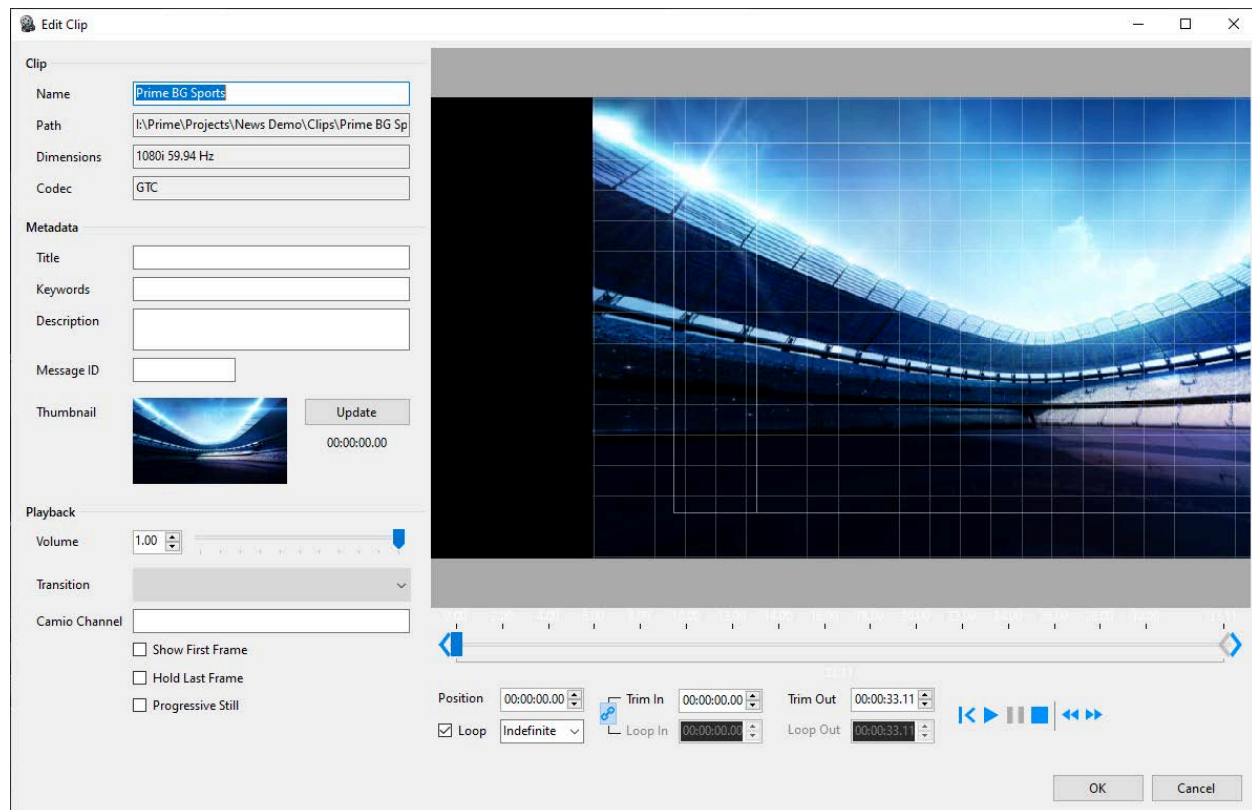 Edit Clip
Clip
Name Prime BG Sports
Path I:\Prime\Projects\News Demo\Clips\Prime BG Sp
Dimensions 1080i 59.94 Hz
Codec GTC
Metadata
Title
Keywords
Description
Message ID
Thumbnail Update
00:00:00.00
Playback
Volume 1.00
Transition
Camio Channel
Show First Frame
Hold Last Frame
Progressive Still
33.11
Position 00:00:00.00 Trim In 00:00:00.00 Trim Out 00:00:33.11
Loop Indefinite Loop In 00:00:00.00 Loop Out 00:00:33.11
OK Cancel